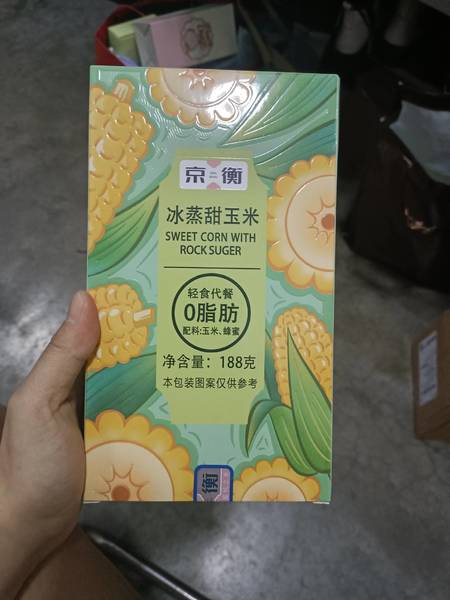 京衡
冰蒸甜玉米
SWEET CORN WITH
ROCK SUGER
轻食代餐
0脂肪
配料:玉米、蜂蜜
净含量：188克
本包装图案仅供参考
衡